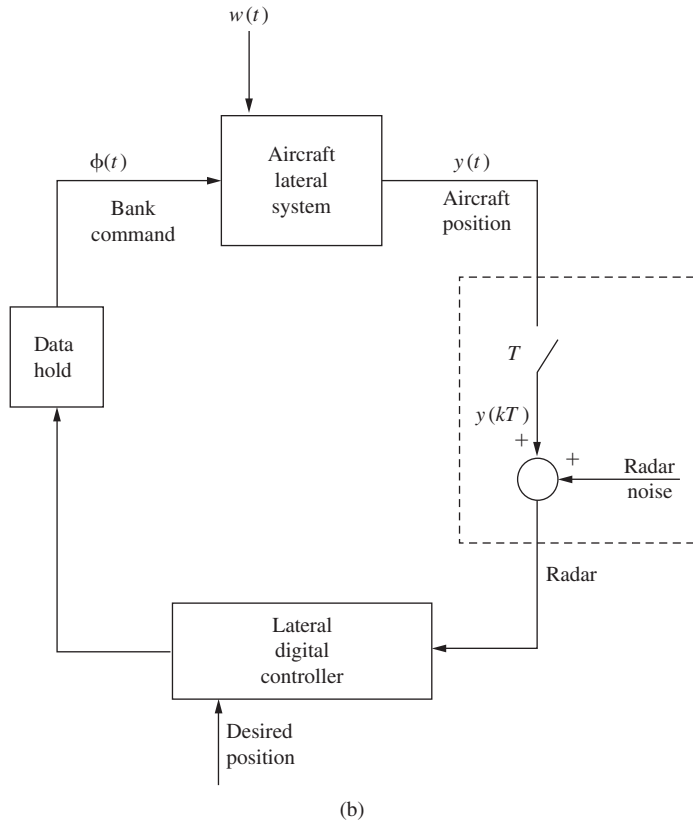 w(t)
Aircraft
lateral
system
ϕ(t)
Bank
command
y(t)
Aircraft
position
Data
hold
T
y(kT)
+
+
Radar
noise
Radar
Lateral
digital
controller
Desired
position
(b)